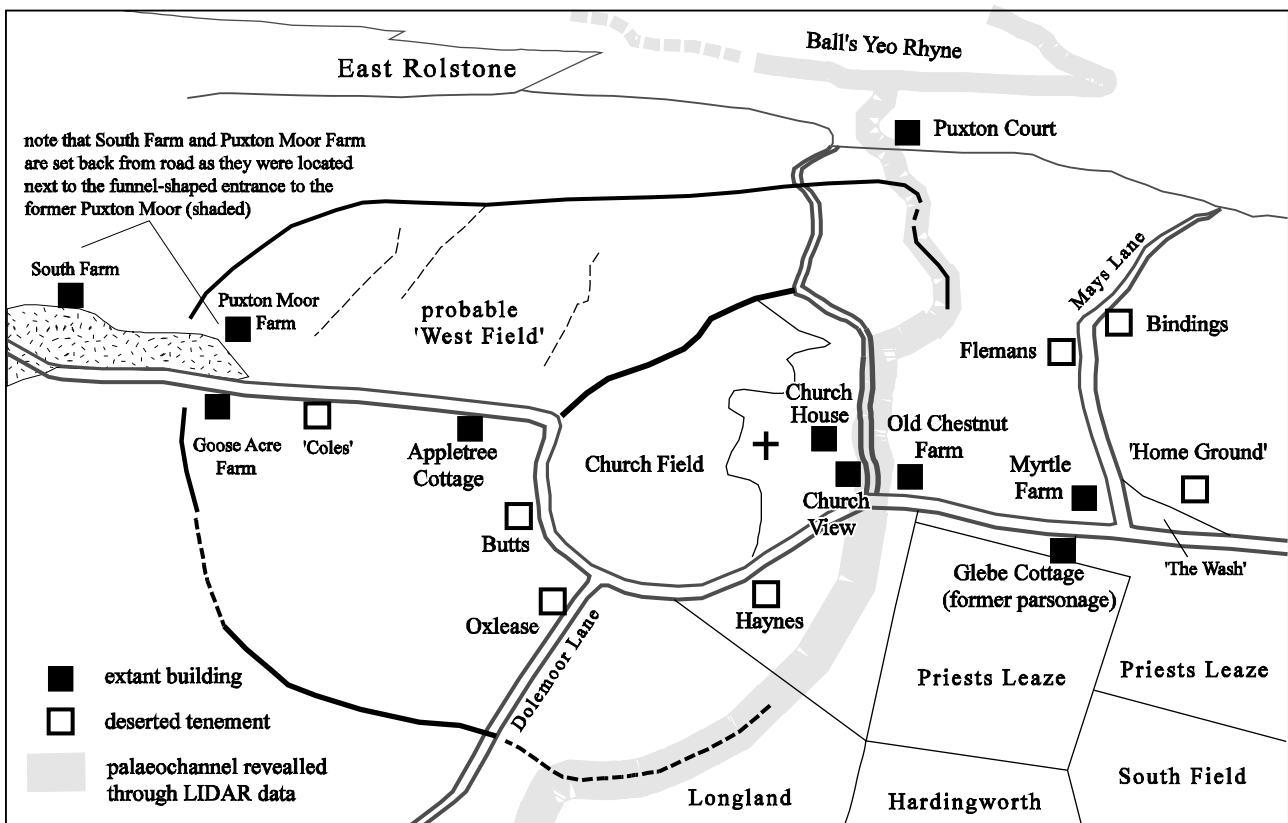 Ball's Yeo Rhyne
East Rolstone
Puxton Court
note that South Farm and Puxton Moor Farm
are set back from road as they were located
next to the funnel-shaped entrance to the
former Puxton Moor (shaded)
South Farm
Puxton Moor
Farm
probable
'West Field'
Mays Lane
Bindings
Flemans
Church
House
Old Chestnut
Farm
Goose Acre
Farm
'Coles'
Appletree
Cottage
Church Field
Myrtle
Farm
'Home Ground'
Church
View
Butts
Glebe Cottage
(former parsonage)
'The Wash'
Oxlease
Haynes
Dolemoor Lane
Priests Leaze
Priests Leaze
extant building
deserted tenement
palaeochannel revealled
through LIDAR data
Longland
Hardingworth
South Field